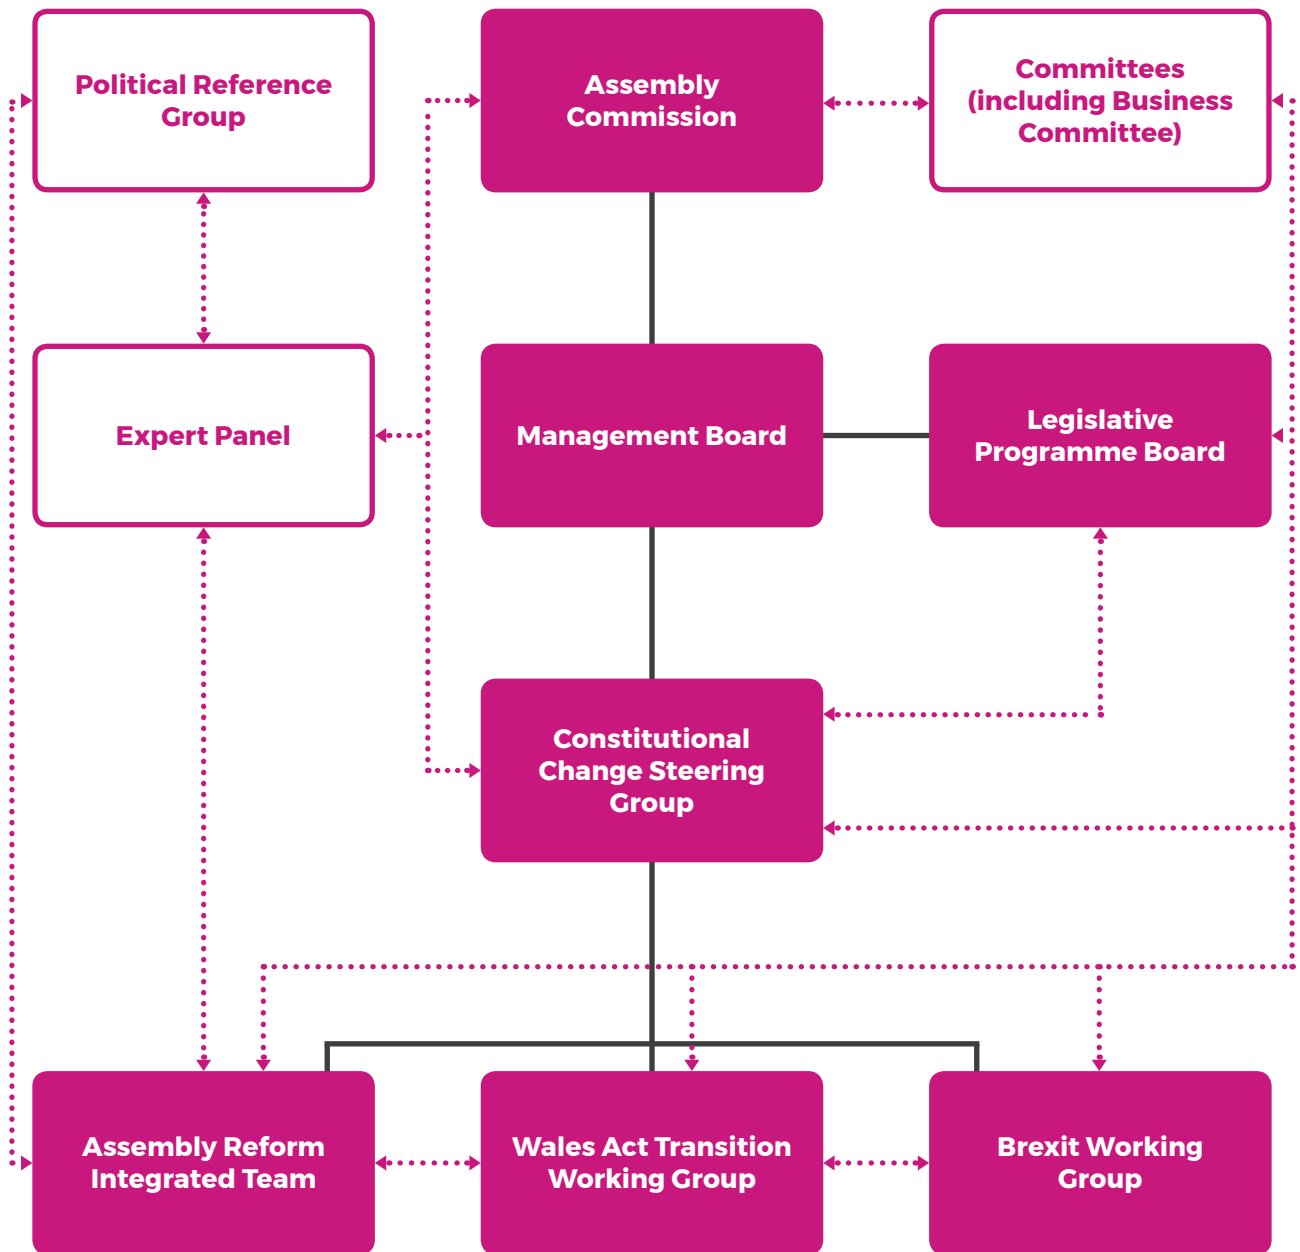 Political Reference
Group
Assembly
Commission
Committees
(including Business
Committee)
Expert Panel
Management Board
Legislative
Programme Board
Constitutional
Change Steering
Group
Assembly Reform
Integrated Team
Wales Act Transition
Working Group
Brexit Working
Group